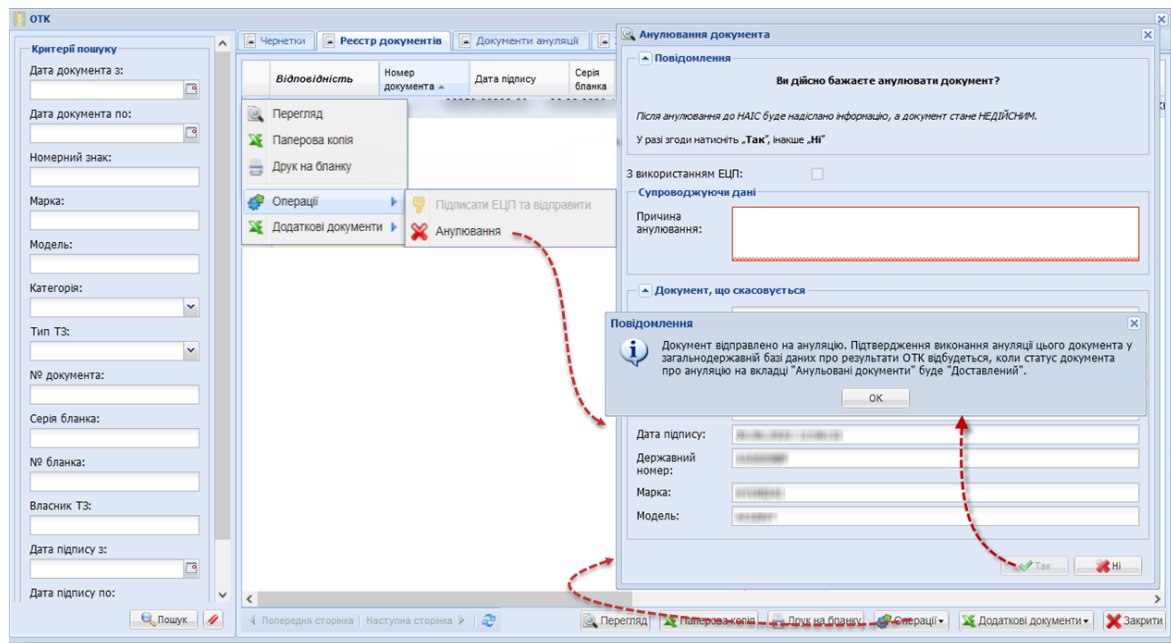 ОТК
Критерії пошуку
Дата документа з:
Дата документа по:
Номерний знак:
Марка:
Модель:
Категорія:
Тип ТЗ:
№ документа:
Серія бланка:
№ бланка:
Власник ТЗ:
Дата підпису з:
Дата підпису по:
Пошук
Чернетки
Реєстр документів
Документи ануляції
Відповідність
Номер документа
Дата підпису
Серія бланка
Перегляд
Паперова копія
Друк на бланку
Операції
Додаткові документи
Підписати ЕЦП та відправити
Анулювання
Анулювання документа
Повідомлення
Ви дійсно бажаєте анулювати документ?
Після анулювання до НАІС буде надіслано інформацію, а документ стане НЕДІЙСНИМ.
У разі згоди натисніть „Так”, інакше „Ні”
З використанням ЕЦП:
Супроводжуючи дані
Причина
анулювання:
Документ, що скасовується
Повідомлення
Документ відправлено на ануляцію. Підтвердження виконання ануляції цього документа у
загальнодержавній базі даних про результати ОТК відбудеться, коли статус документа
про ануляцію на вкладці "Анульовані документи" буде "Доставлений".
ОК
Дата підпису:
Державний
номер:
Марка:
Модель:
Так
Ні
Попередня сторінка
Наступна сторінка
Перегляд
Паперова копія
Друк на бланку
Операції
Додаткові документи
Закрити